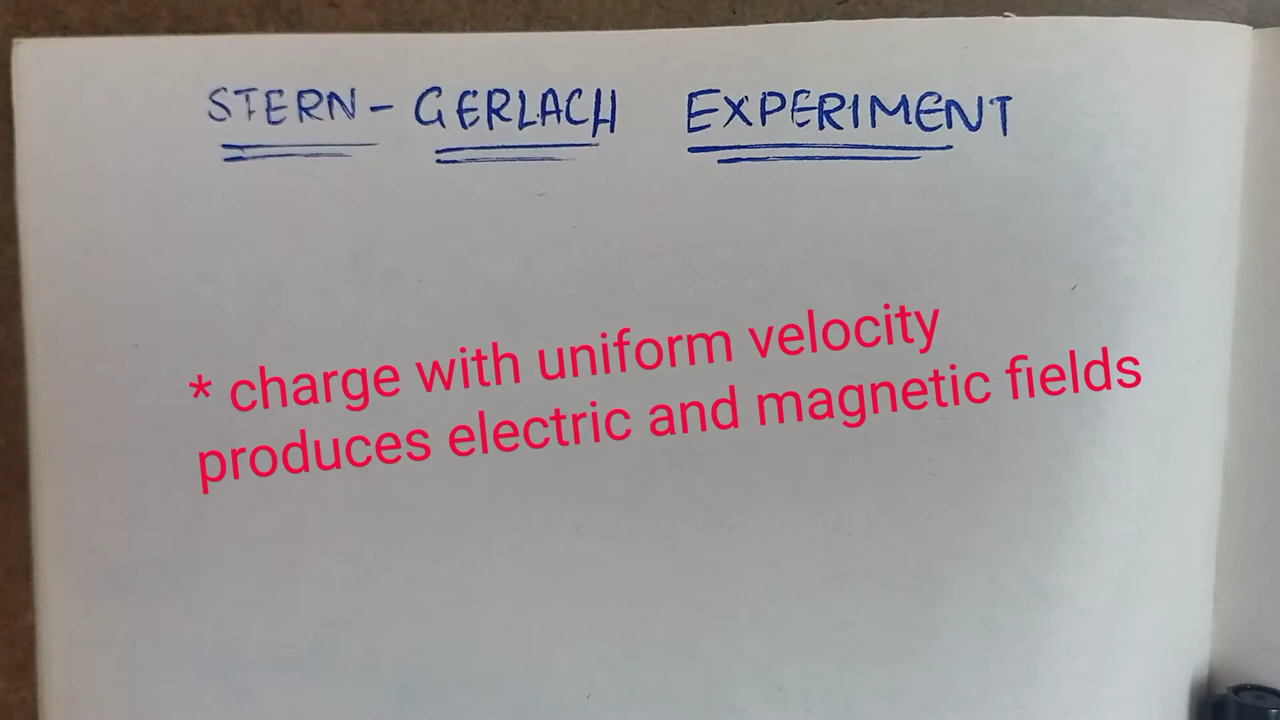 STERN - GERLACH EXPERIMENT
* charge with uniform velocity
produces electric and magnetic fields